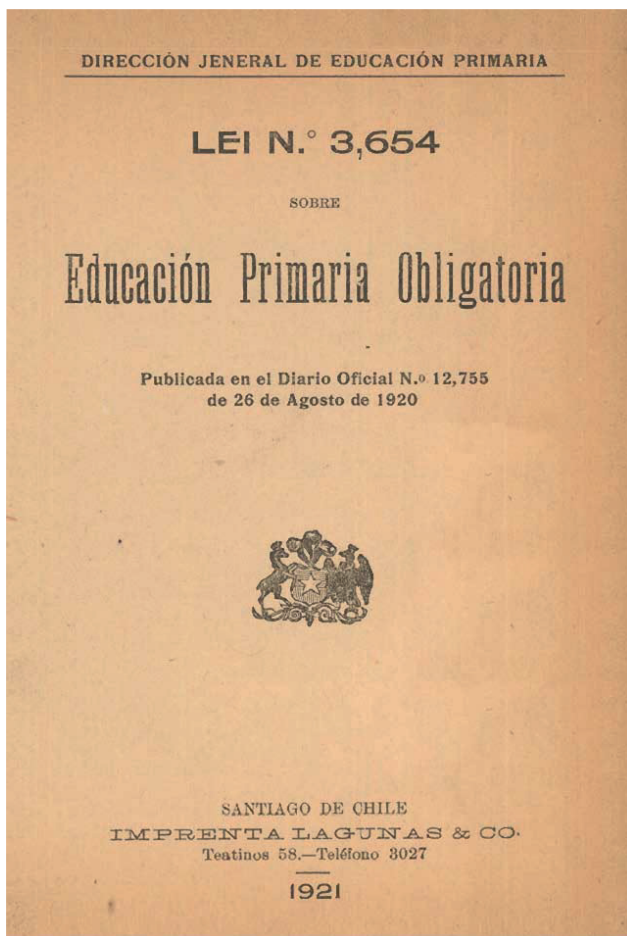 DIRECCIÓN JENERAL DE EDUCACIÓN PRIMARIA
LEI N.° 3,654
SOBRE
Educación Primaria Obligatoria
Publicada en el Diario Oficial N.o 12,755
de 26 de Agosto de 1920
SANTIAGO DE CHILE
IMPRENTA LAGUNAS & CO.
Teatinos 58.—Teléfono 3027
1921